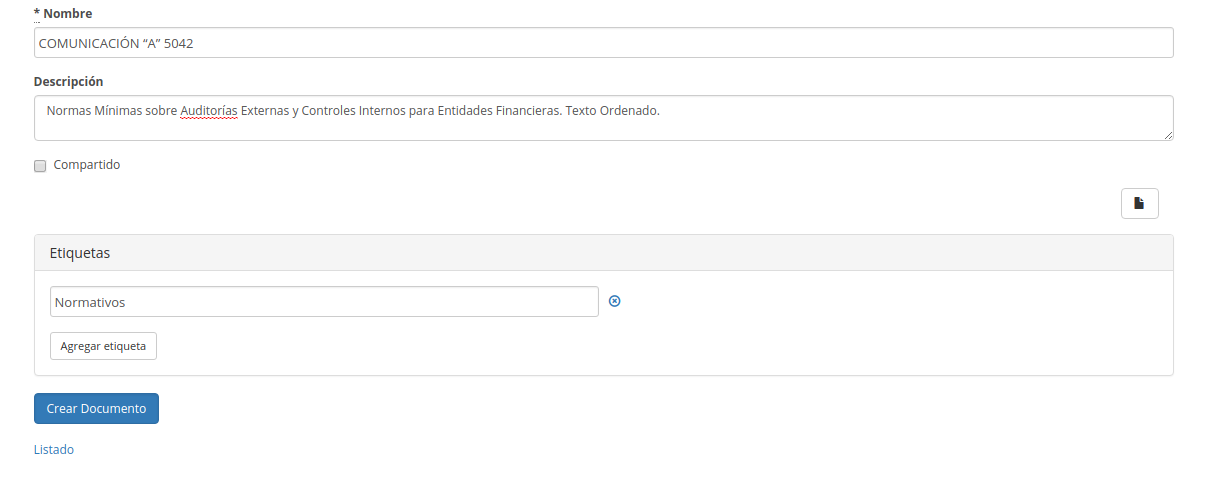 * Nombre
COMUNICACIÓN “A” 5042
Descripción
Normas Mínimas sobre Auditorías Externas y Controles Internos para Entidades Financieras. Texto Ordenado.
Compartido
Etiquetas
Normativos
Agregar etiqueta
Crear Documento
Listado